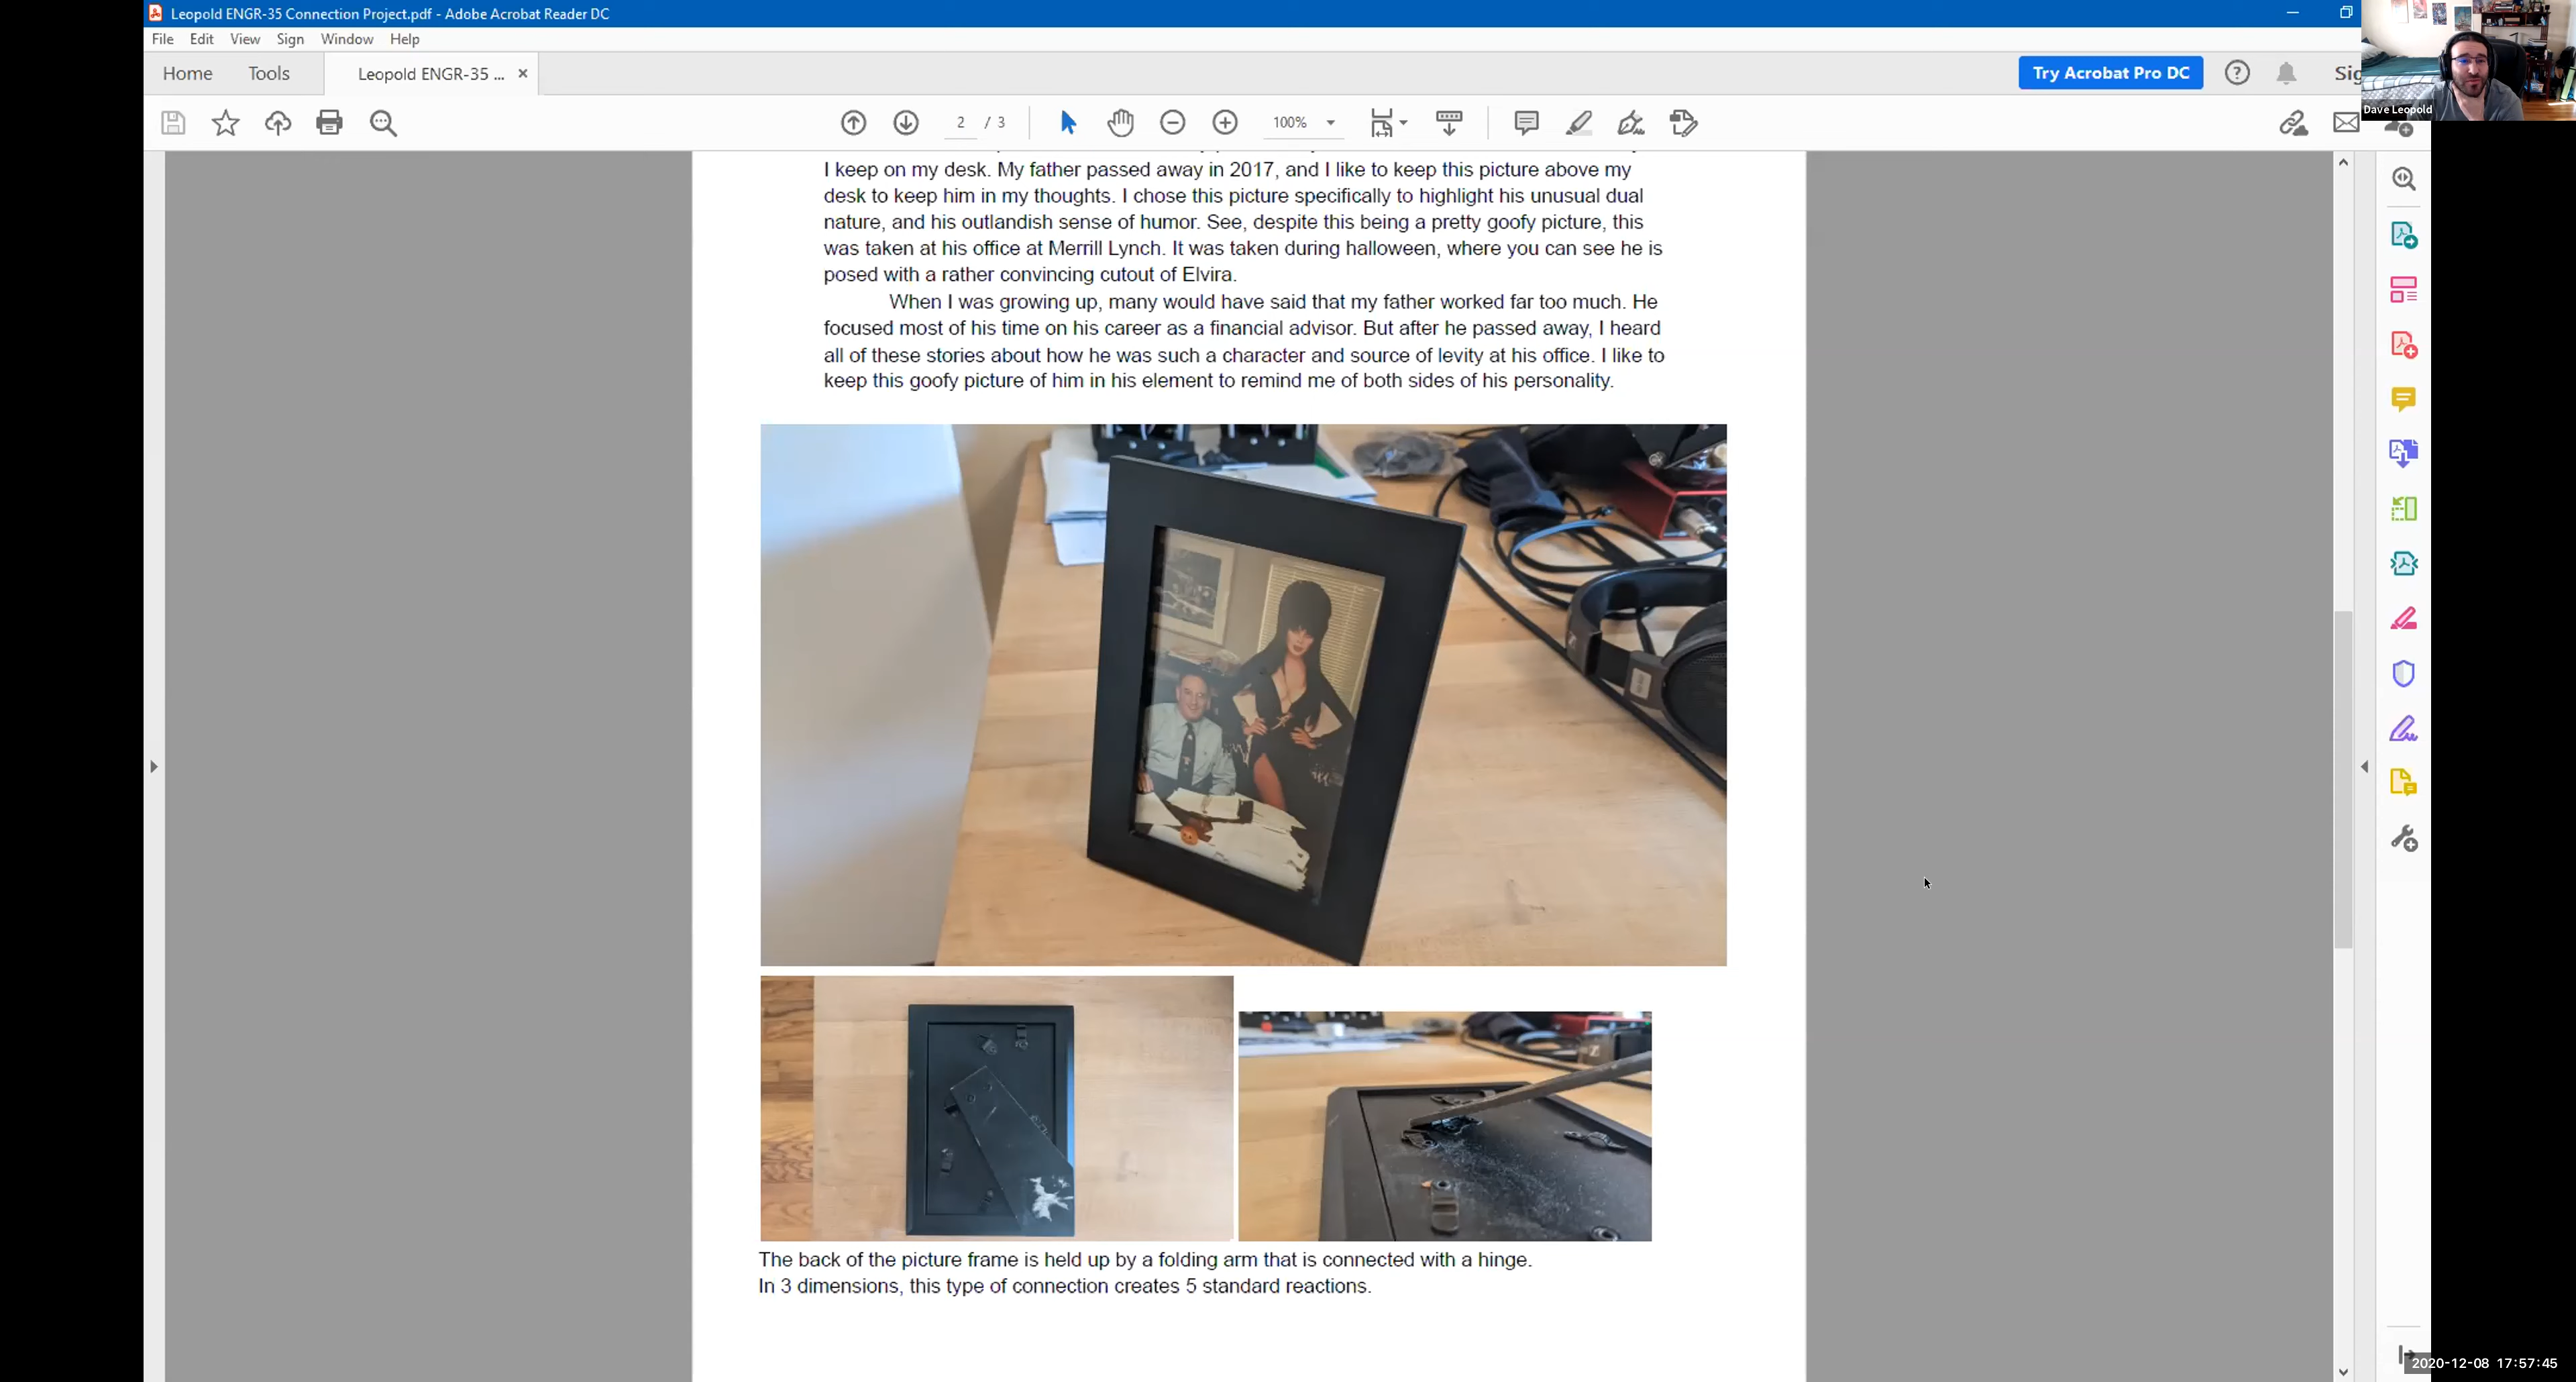 Leopold ENGR-35 Connection Project.pdf - Adobe Acrobat Reader DC
File Edit View Sign Window Help
Home Tools Leopold ENGR-35 ... ×
Try Acrobat Pro DC
Sig
Dave Leopold
2 / 3
100%
I keep on my desk. My father passed away in 2017, and I like to keep this picture above my
desk to keep him in my thoughts. I chose this picture specifically to highlight his unusual dual
nature, and his outlandish sense of humor. See, despite this being a pretty goofy picture, this
was taken at his office at Merrill Lynch. It was taken during halloween, where you can see he is
posed with a rather convincing cutout of Elvira.
When I was growing up, many would have said that my father worked far too much. He
focused most of his time on his career as a financial advisor. But after he passed away, I heard
all of these stories about how he was such a character and source of levity at his office. I like to
keep this goofy picture of him in his element to remind me of both sides of his personality.
The back of the picture frame is held up by a folding arm that is connected with a hinge.
In 3 dimensions, this type of connection creates 5 standard reactions.
2020-12-08 17:57:45